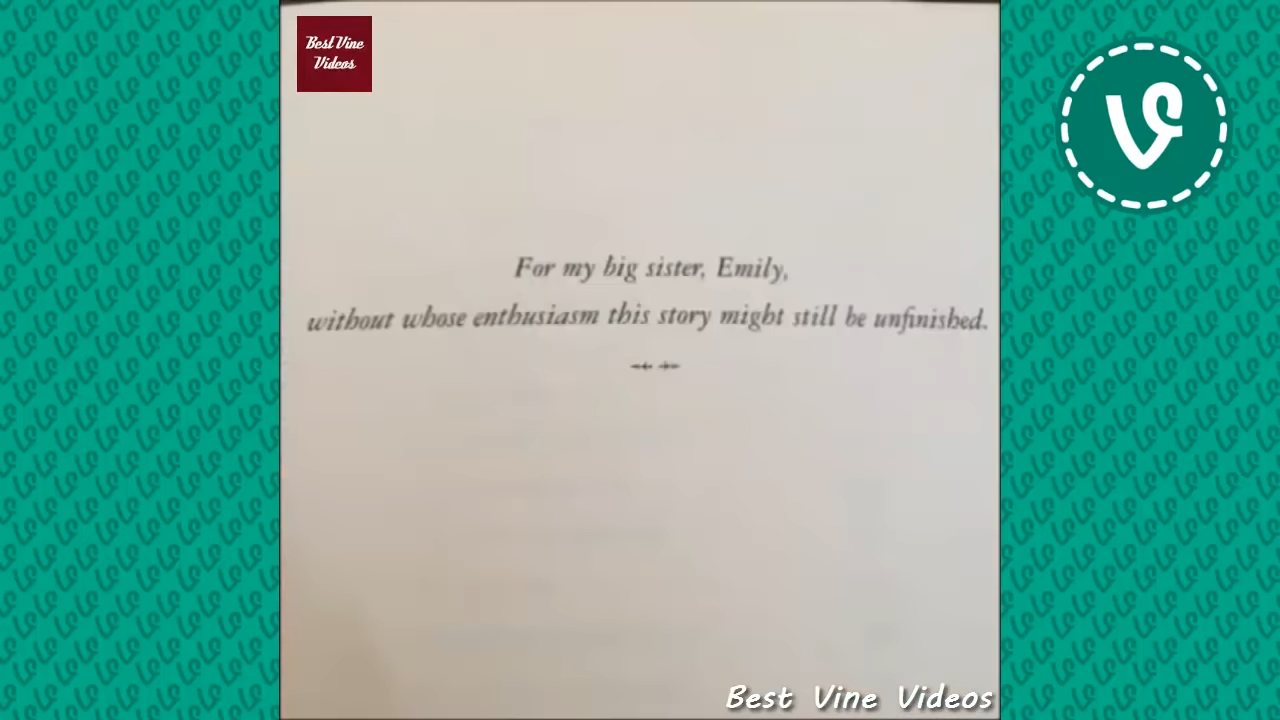 Best Vine
Videos
For my big sister, Emily,
without whose enthusiasm this story might still be unfinished.
Best Vine Videos